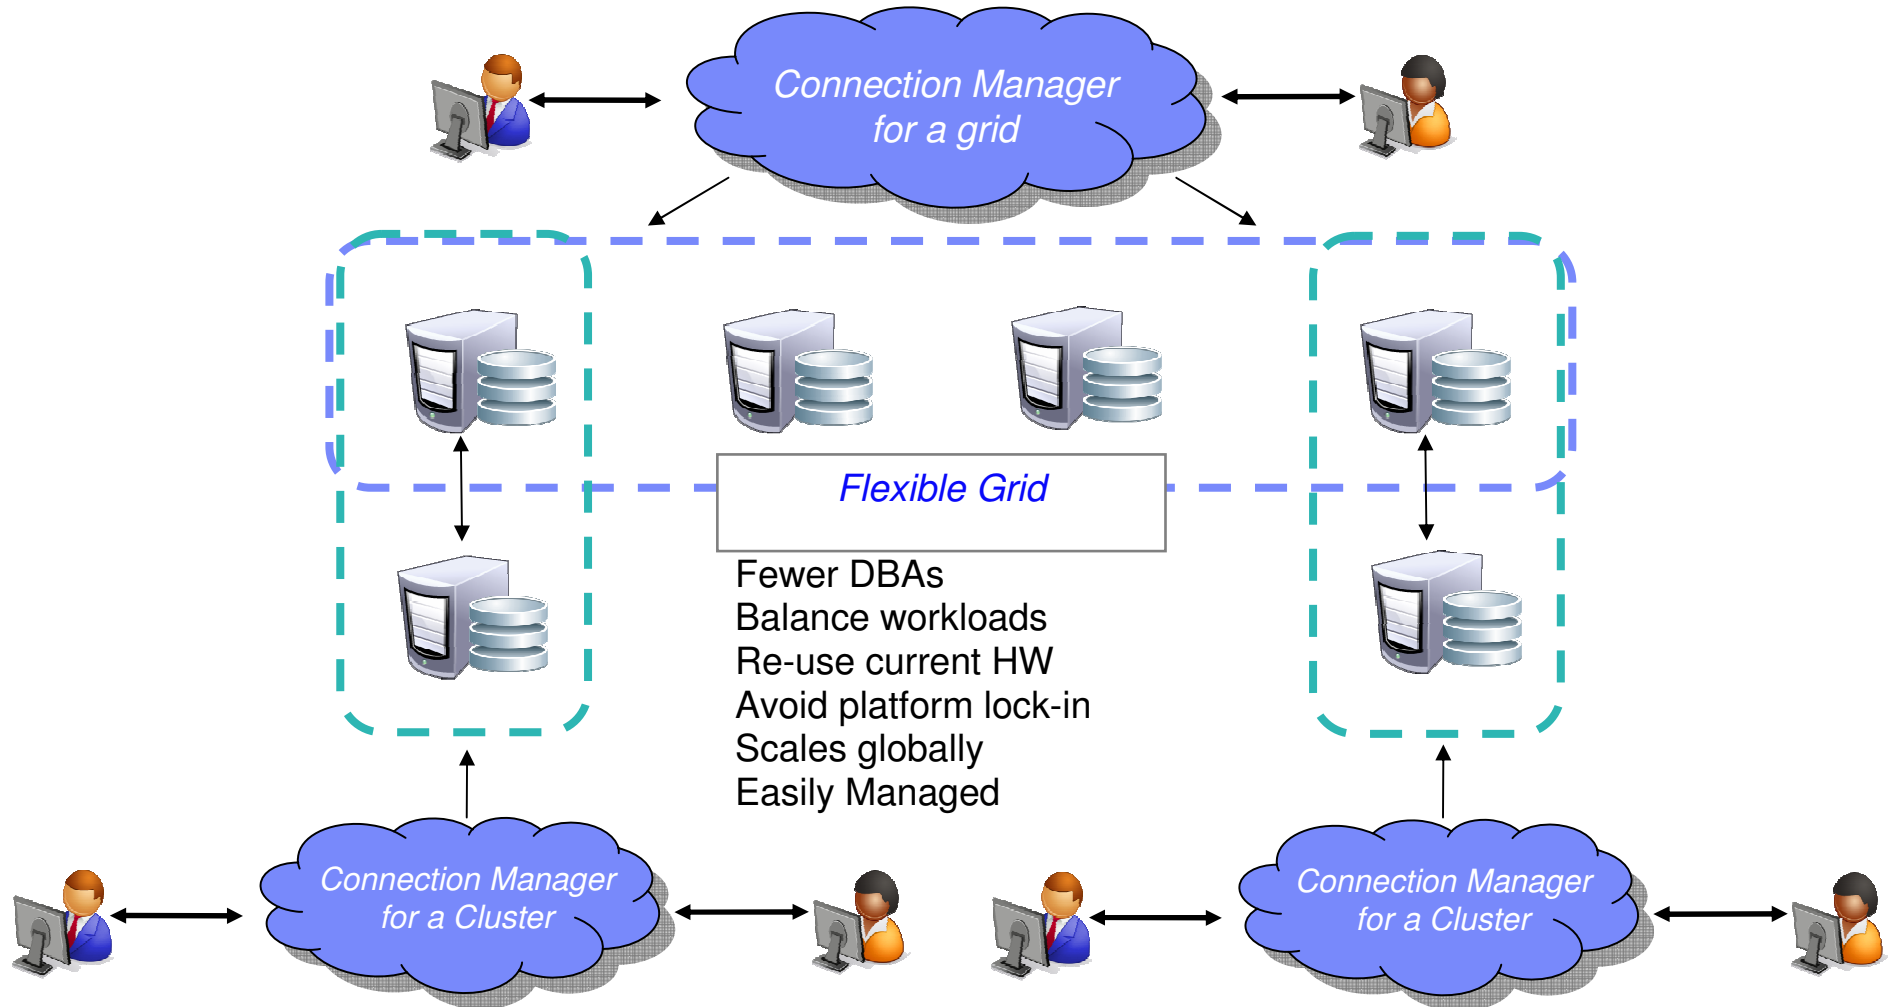 Connection Manager
for a grid
Flexible Grid
Fewer DBAs
Balance workloads
Re-use current HW
Avoid platform lock-in
Scales globally
Easily Managed
Connection Manager
for a Cluster
Connection Manager
for a Cluster